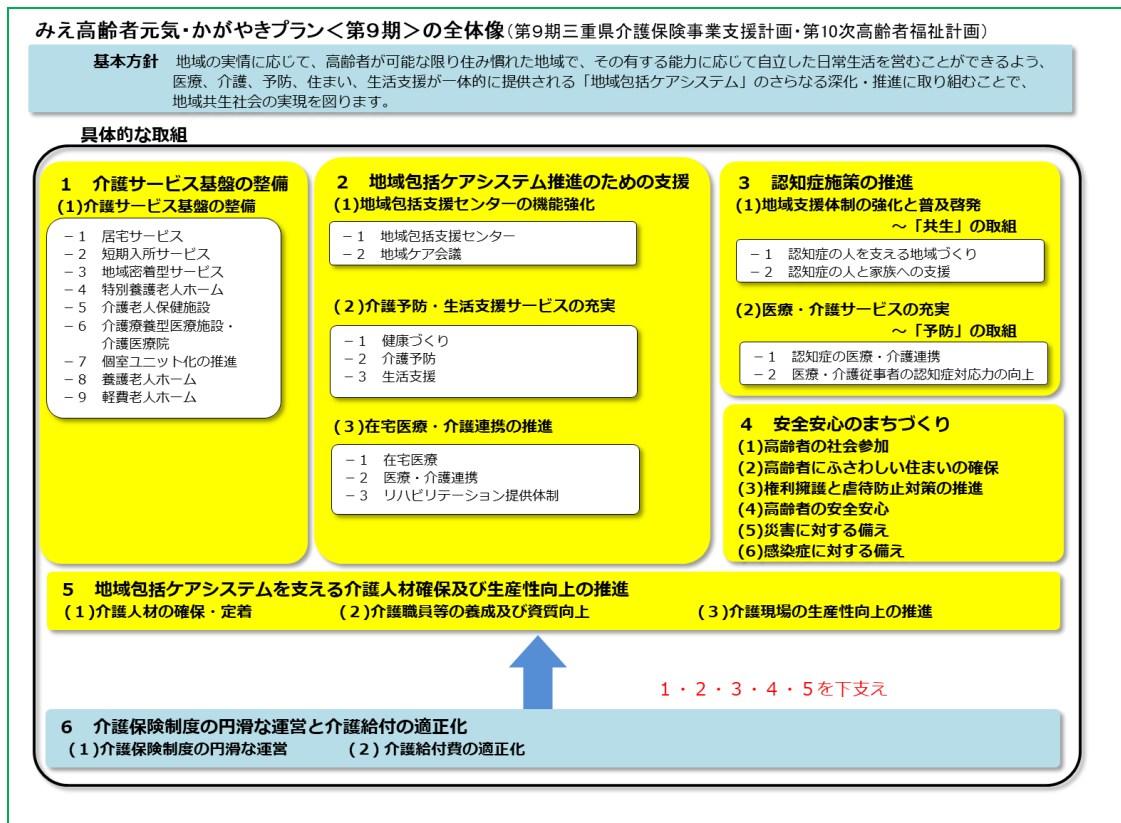 みえ高齢者元気・かがやきプラン＜第９期＞の全体像(第９期三重県介護保険事業支援計画・第10次高齢者福祉計画)
基本方針　地域の実情に応じて、高齢者が可能な限り住み慣れた地域で、その有する能力に応じて自立した日常生活を営むことができるよう、
医療、介護、予防、住まい、生活支援が一体的に提供される「地域包括ケアシステム」のさらなる深化・推進に取り組むことで、
地域共生社会の実現を図ります。
具体的な取組
１　介護サービス基盤の整備
(1)介護サービス基盤の整備
－１　居宅サービス
－２　短期入所サービス
－３　地域密着型サービス
－４　特別養護老人ホーム
－５　介護老人保健施設
－６　介護療養型医療施設・
介護医療院
－７　個室ユニット化の推進
－８　養護老人ホーム
－９　軽費老人ホーム
２　地域包括ケアシステム推進のための支援
(1)地域包括支援センターの機能強化
－１　地域包括支援センター
－２　地域ケア会議
(２)介護予防・生活支援サービスの充実
－１　健康づくり
－２　介護予防
－３　生活支援
(３)在宅医療・介護連携の推進
－１　在宅医療
－２　医療・介護連携
－３　リハビリテーション提供体制
３　認知症施策の推進
(1)地域支援体制の強化と普及啓発
～「共生」の取組
－１　認知症の人を支える地域づくり
－２　認知症の人と家族への支援
(2)医療・介護サービスの充実
～「予防」の取組
－１　認知症の医療・介護連携
－２　医療・介護従事者の認知症対応力の向上
４　安全安心のまちづくり
(1)高齢者の社会参加
(2)高齢者にふさわしい住まいの確保
(3)権利擁護と虐待防止対策の推進
(4)高齢者の安全安心
(5)災害に対する備え
(6)感染症に対する備え
５　地域包括ケアシステムを支える介護人材確保及び生産性向上の推進
(１)介護人材の確保・定着　(２)介護職員等の養成及び資質向上　(３)介護現場の生産性向上の推進
１・２・３・４・５を下支え
６　介護保険制度の円滑な運営と介護給付の適正化
(１)介護保険制度の円滑な運営　(２)介護給付費の適正化